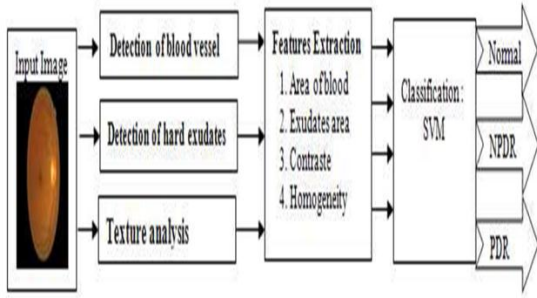 Input Image
Detection of blood vessel
Detection of hard exudates
Texture analysis
Features Extraction
1. Area of blood
2. Exudates area
3. Contraste
4. Homogeneity
Classification :
SVM
Normal
NPDR
PDR